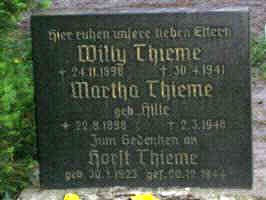 Hier ruhen unsere lieben Eltern
Willy Thieme
+ 24.11.1898 + 30.4.1941
Martha Thieme
geb. Hille
+ 22.8.1898 + 2.3.1948
Zum Gedenken an
Horst Thieme
geb. 30.1.1923 gef. 20.12.1944